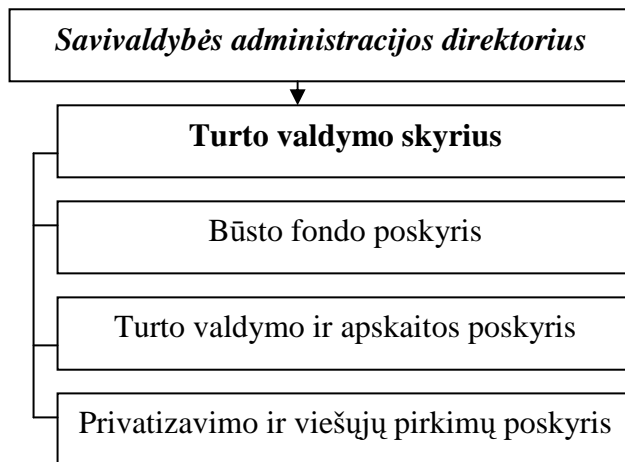 Savivaldybės administracijos direktorius
Turto valdymo skyrius
Būsto fondo poskyris
Turto valdymo ir apskaitos poskyris
Privatizavimo ir viešųjų pirkimų poskyris